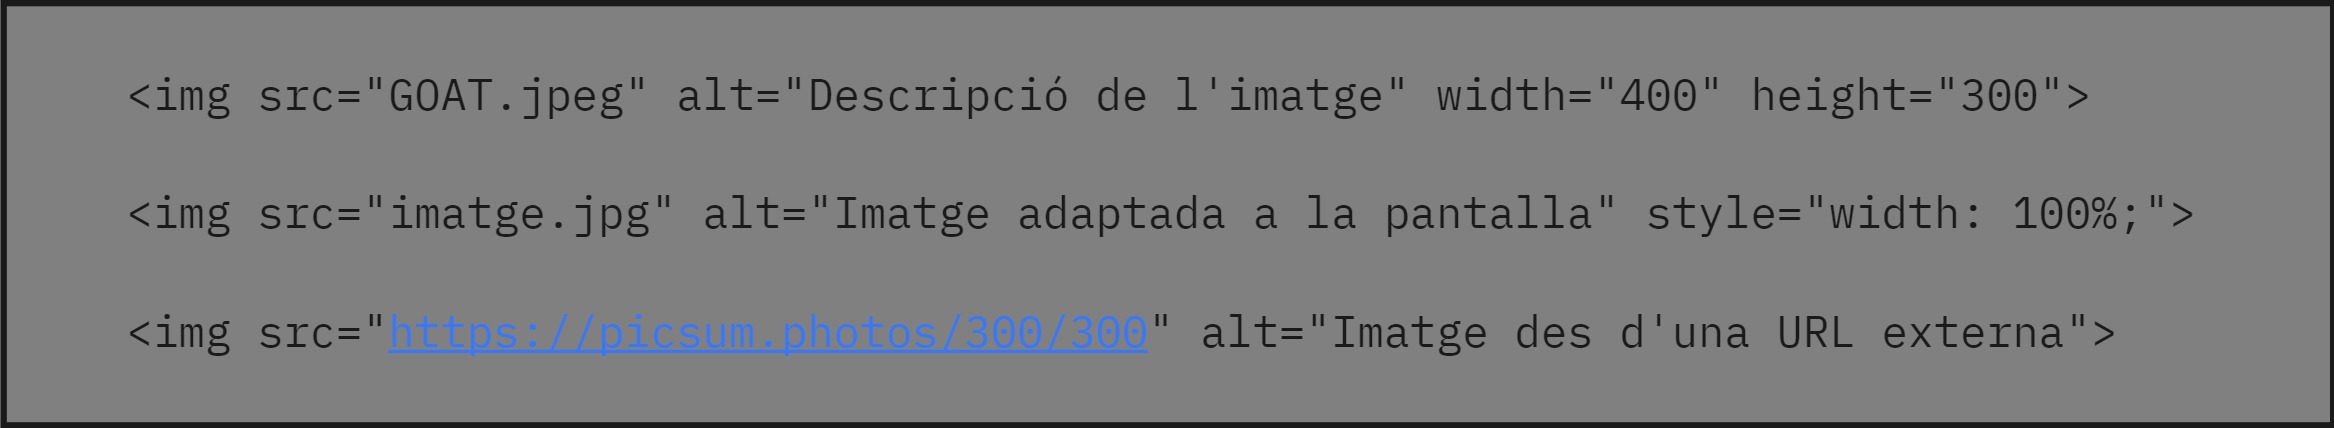 <img src="GOAT.jpeg" alt="Descripció de l'imatge" width="400" height="300">
<img src="imatge.jpg" alt="Imatge adaptada a la pantalla" style="width: 100%;">
<img src="https://picsum.photos/300/300" alt="Imatge des d'una URL externa">